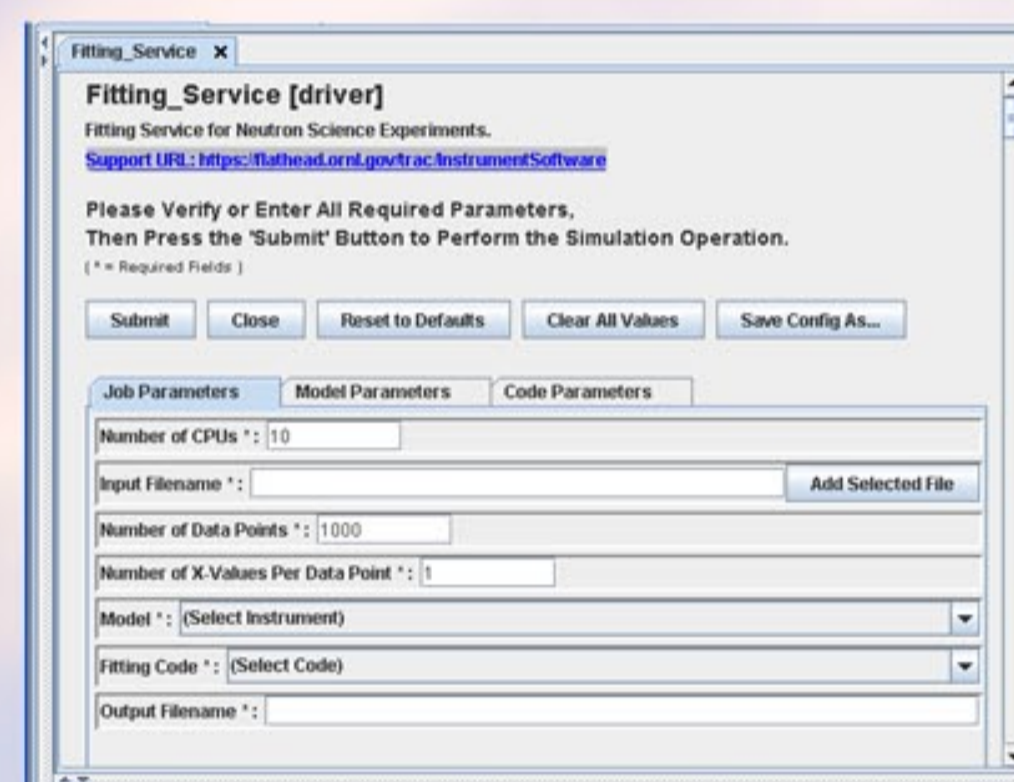 Fitting_Service X
Fitting_Service [driver]
Fitting Service for Neutron Science Experiments.
Support URL: https://flathead.ornl.gov/trac/InstrumentSoftware
Please Verify or Enter All Required Parameters,
Then Press the 'Submit' Button to Perform the Simulation Operation.
( * = Required Fields )
Submit Close Reset to Defaults Clear All Values Save Config As...
Job Parameters Model Parameters Code Parameters
Number of CPUs * : 10
Input Filename * : Add Selected File
Number of Data Points * : 1000
Number of X-Values Per Data Point * : 1
Model * : (Select Instrument)
Fitting Code * : (Select Code)
Output Filename * :